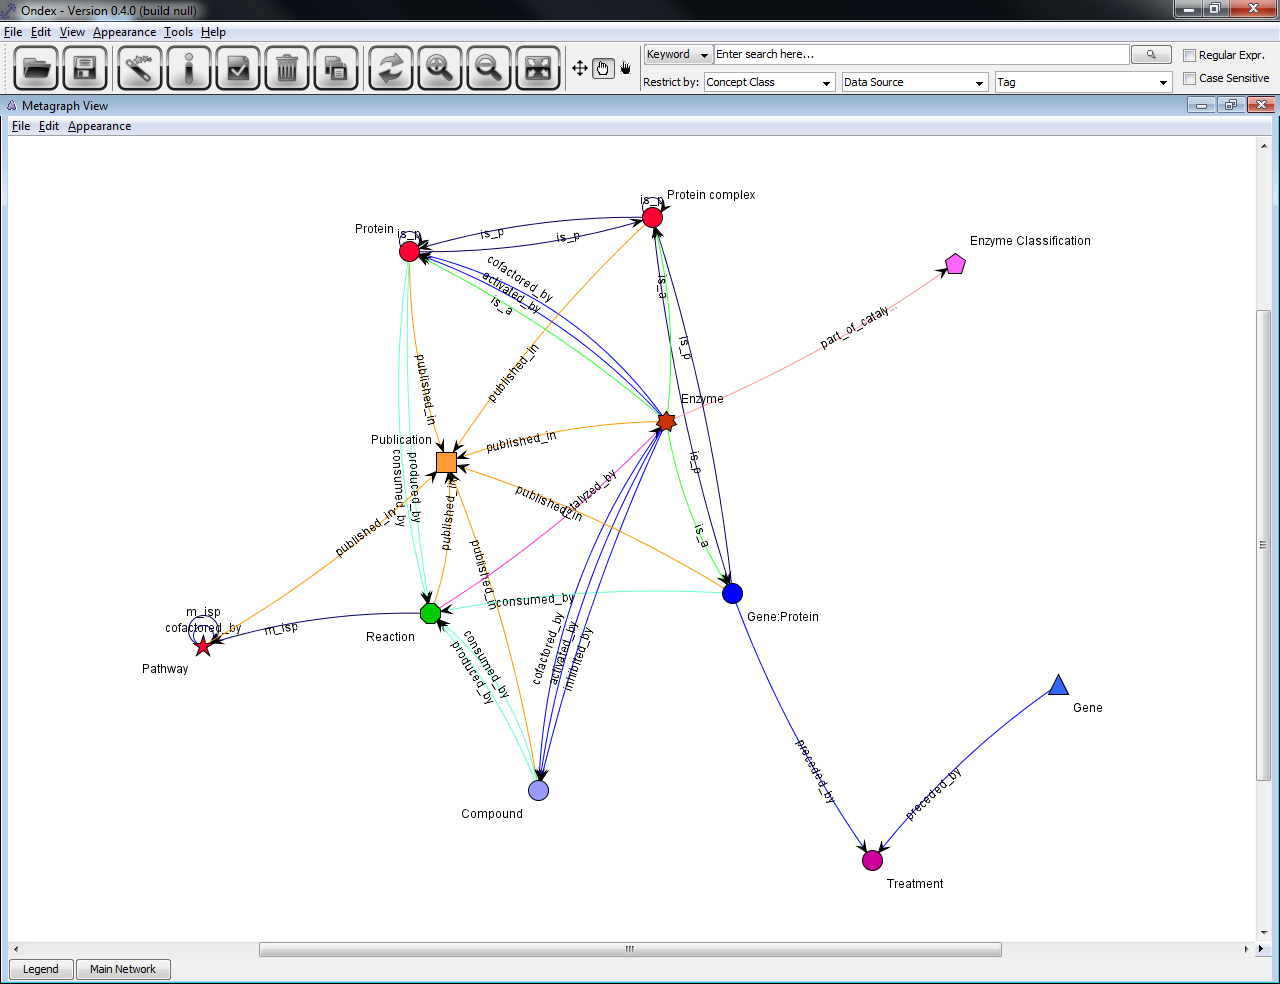 Ondex - Version 0.4.0 (build null)
File Edit View Appearance Tools Help
Keyword Enter search here... Regular Expr.
Restrict by: Concept Class Data Source Tag Case Sensitive
Metagraph View
File Edit Appearance
is_p Protein complex
Protein is_p
is_p
is_p
Enzyme Classification
cofactored_by
activated_by
is_a
is_a
part_of_cataly...
is_p
published_in
published_in
Enzyme
Publication
published_in
is_p
consumed_by
produced_by
published_in
published_in
published_in
is_a
published_in
consumed_by
m_isp
cofactored_by
m_isp
Reaction
Pathway
Gene:Protein
consumed_by
produced_by
cofactored_by
activated_by
inhibited_by
Gene
preceded_by
preceded_by
Compound
Treatment
Legend Main Network